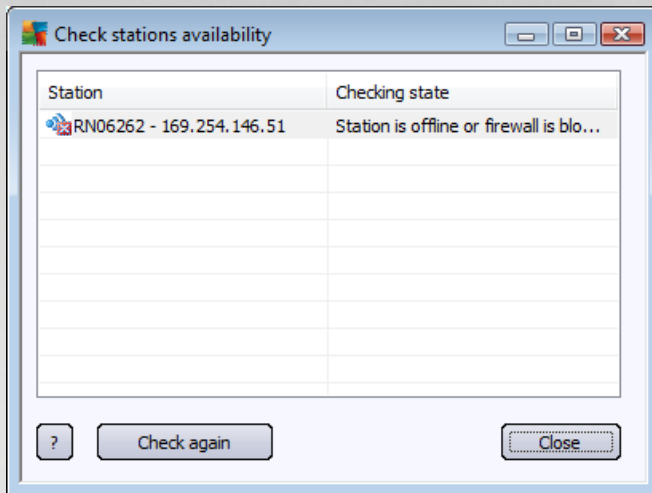 Check stations availability
Station Checking state
RN06262 - 169.254.146.51 Station is offline or firewall is blo...
? Check again Close